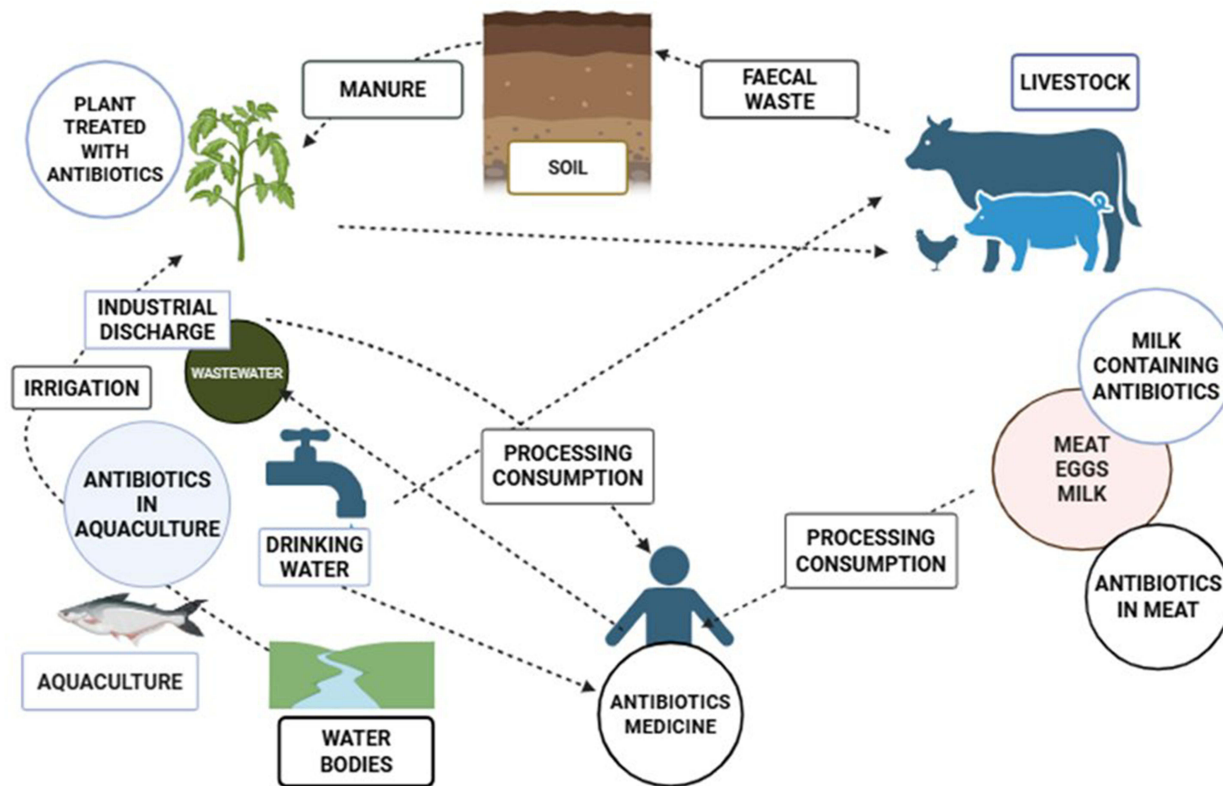 PLANT
TREATED
WITH
ANTIBIOTICS
MANURE
SOIL
FAECAL
WASTE
LIVESTOCK
INDUSTRIAL
DISCHARGE
WASTEWATER
IRRIGATION
ANTIBIOTICS
IN
AQUACULTURE
DRINKING
WATER
PROCESSING
CONSUMPTION
MILK
CONTAINING
ANTIBIOTICS
MEAT
EGGS
MILK
PROCESSING
CONSUMPTION
ANTIBIOTICS
IN MEAT
AQUACULTURE
WATER
BODIES
ANTIBIOTICS
MEDICINE